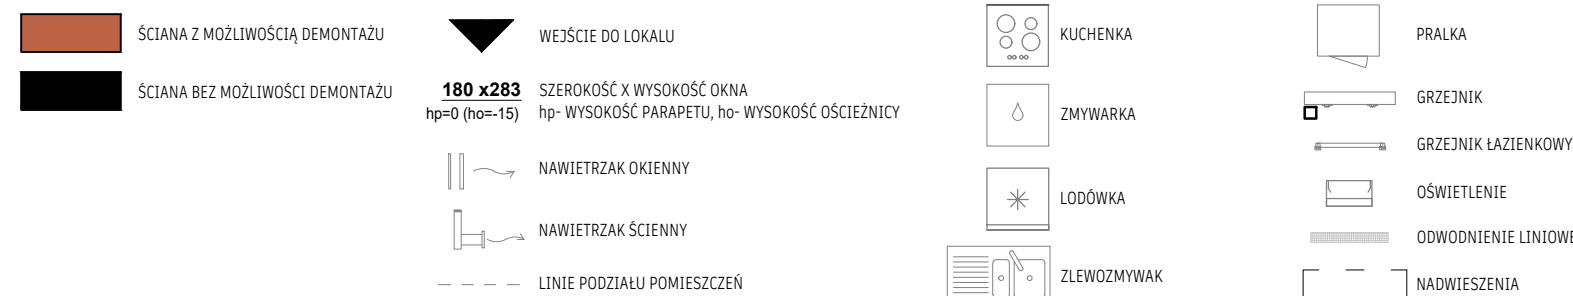 ŚCIANA Z MOŻLIWOŚCIĄ DEMONTAŻU
ŚCIANA BEZ MOŻLIWOŚCI DEMONTAŻU
WEJŚCIE DO LOKALU
180 x283
hp=0 (ho=-15)
SZEROKOŚĆ X WYSOKOŚĆ OKNA
hp- WYSOKOŚĆ PARAPETU, ho- WYSOKOŚĆ OŚCIEŻNICY
NAWIETRZAK OKIENNY
NAWIETRZAK ŚCIENNY
LINIE PODZIAŁU POMIESZCZEŃ
KUCHENKA
ZMYWARKA
LODÓWKA
ZLEWOZMYWAK
PRALKA
GRZEJNIK
GRZEJNIK ŁAZIENKOWY
OŚWIETLENIE
ODWODNIENIE LINIOWE
NADWIESZENIA